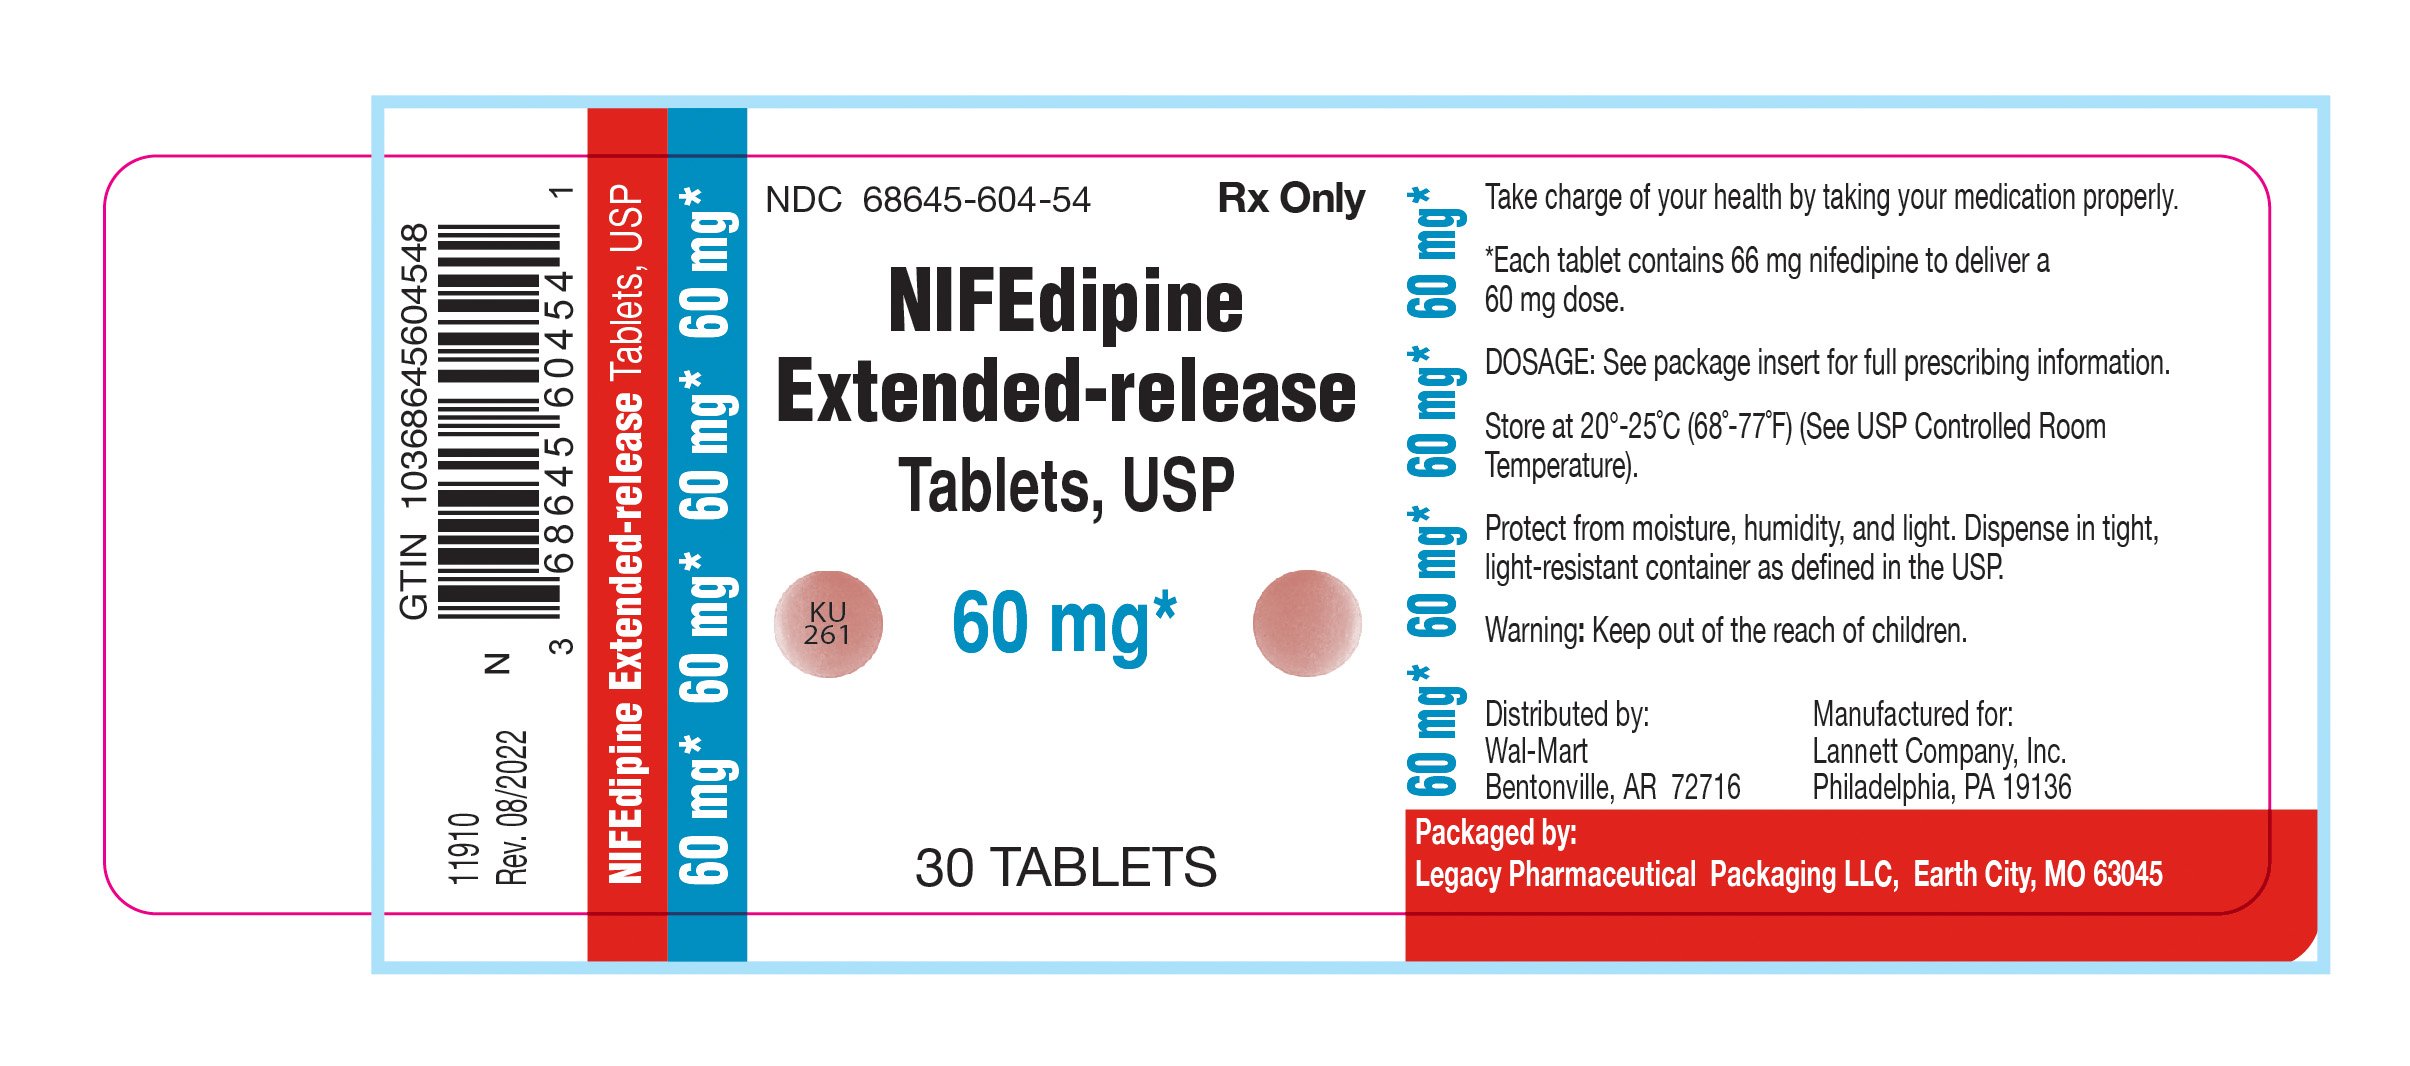 GTIN 10368645604548
3 68645 60454 1
N
11910
Rev. 08/2022
NIFEdipine Extended-release Tablets, USP
60 mg* 60 mg* 60 mg* 60 mg*
NDC 68645-604-54
Rx Only
NIFEdipine
Extended-release
Tablets, USP
KU
261
60 mg*
30 TABLETS
60 mg* 60 mg* 60 mg* 60 mg*
Take charge of your health by taking your medication properly.
*Each tablet contains 66 mg nifedipine to deliver a
60 mg dose.
DOSAGE: See package insert for full prescribing information.
Store at 20°-25°C (68°-77°F) (See USP Controlled Room
Temperature).
Protect from moisture, humidity, and light. Dispense in tight,
light-resistant container as defined in the USP.
Warning: Keep out of the reach of children.
Distributed by:
Wal-Mart
Bentonville, AR 72716
Manufactured for:
Lannett Company, Inc.
Philadelphia, PA 19136
Packaged by:
Legacy Pharmaceutical Packaging LLC, Earth City, MO 63045